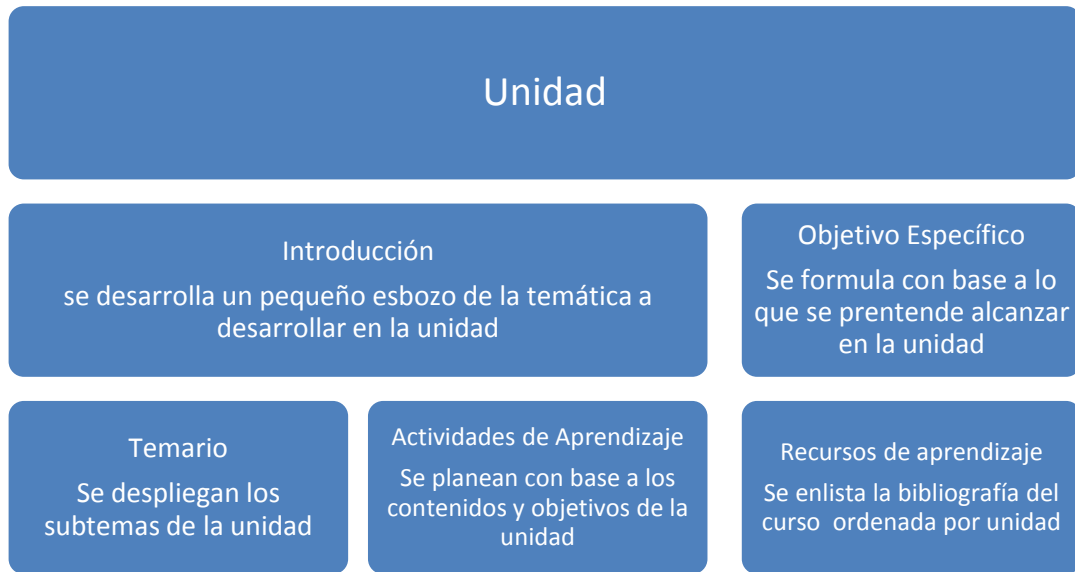 Unidad
Introducción
se desarrolla un pequeño esbozo de la temática a
desarrollar en la unidad
Objetivo Específico
Se formula con base a lo
que se prentende alcanzar
en la unidad
Temario
Se despliegan los
subtemas de la unidad
Actividades de Aprendizaje
Se planean con base a los
contenidos y objetivos de la
unidad
Recursos de aprendizaje
Se enlista la bibliografía del
curso ordenada por unidad